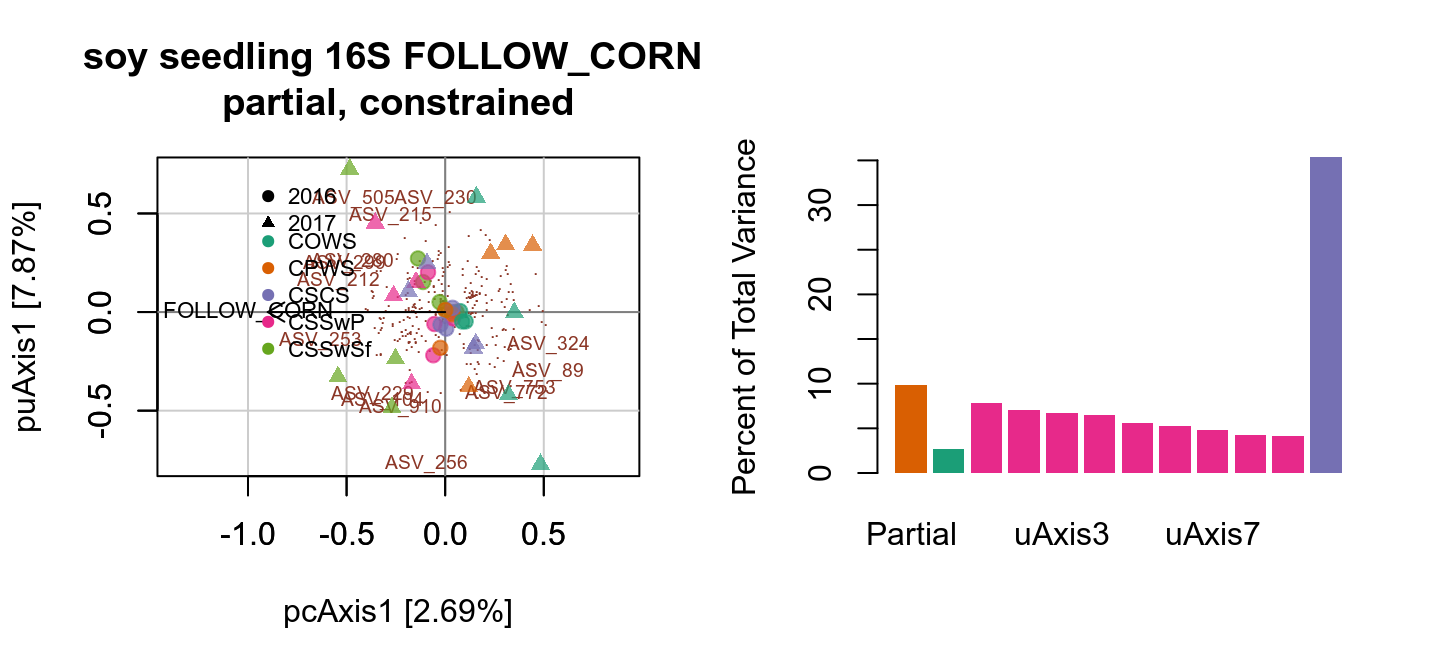 soy seedling 16S FOLLOW_CORN
partial, constrained
puAxis1 [7.87%]
0.5
0.0
-0.5
2016
ASV_505
ASV_230
2017
ASV_215
COWS
ASV_280
CPWS
ASV_212
CSCS
FOLLOW_CORN
CSSwP
ASV_253
ASV_324
CSSwSf
ASV_89
ASV_753
ASV_772
ASV_229
ASV_910
ASV_256
-1.0 -0.5 0.0 0.5
pcAxis1 [2.69%]
Percent of Total Variance
30
20
10
0
Partial uAxis3 uAxis7